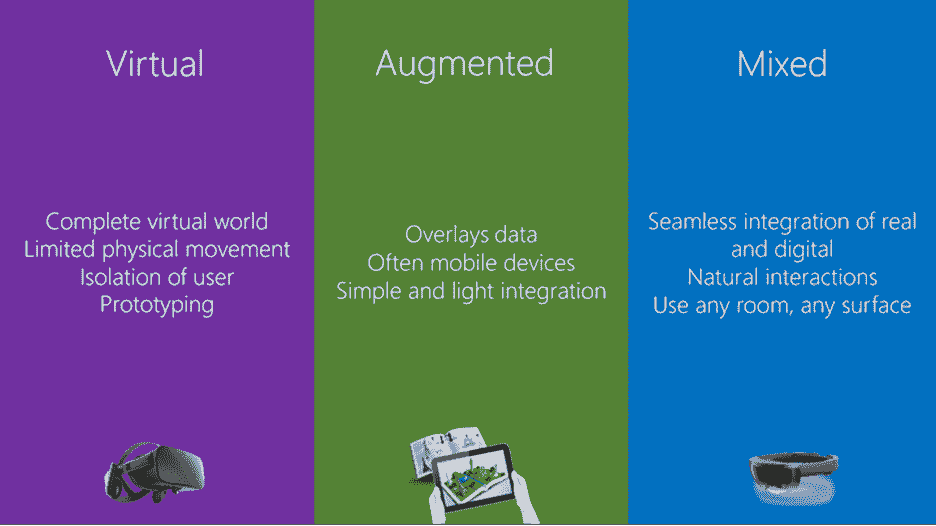 Virtual
Complete virtual world
Limited physical movement
Isolation of user
Prototyping
Augmented
Overlays data
Often mobile devices
Simple and light integration
Mixed
Seamless integration of real
and digital
Natural interactions
Use any room, any surface